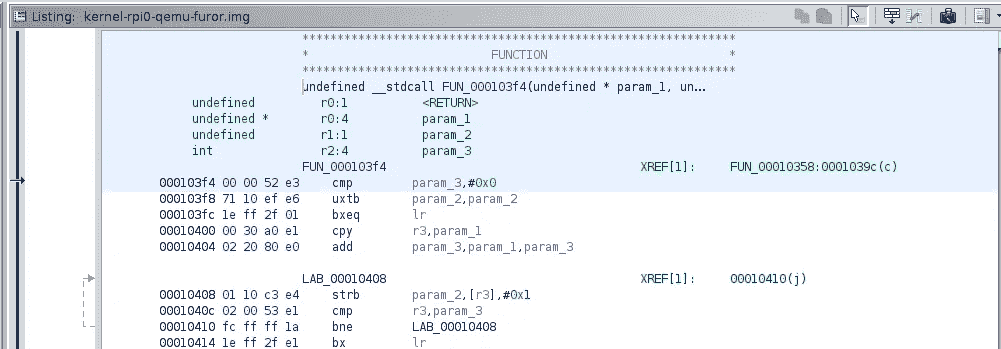 Listing: kernel-rpi0-qemu-furor.img
**************************************************************
* FUNCTION *
**************************************************************
undefined __stdcall FUN_000103f4(undefined * param_1, un...
undefined r0:1 <RETURN>
undefined * r0:4 param_1
undefined r1:1 param_2
int r2:4 param_3
FUN_000103f4 XREF[1]: FUN_00010358:0001039c(c)
000103f4 00 00 52 e3 cmp param_3,#0x0
000103f8 71 10 ef e6 uxtb param_2,param_2
000103fc 1e ff 2f 01 bxeq lr
00010400 00 30 a0 e1 cpy r3,param_1
00010404 02 20 80 e0 add param_3,param_1,param_3
LAB_00010408 XREF[1]: 00010410(j)
00010408 01 10 c3 e4 strb param_2,[r3],#0x1
0001040c 02 00 53 e1 cmp r3,param_3
00010410 fc ff ff 1a bne LAB_00010408
00010414 1e ff 2f e1 bx lr